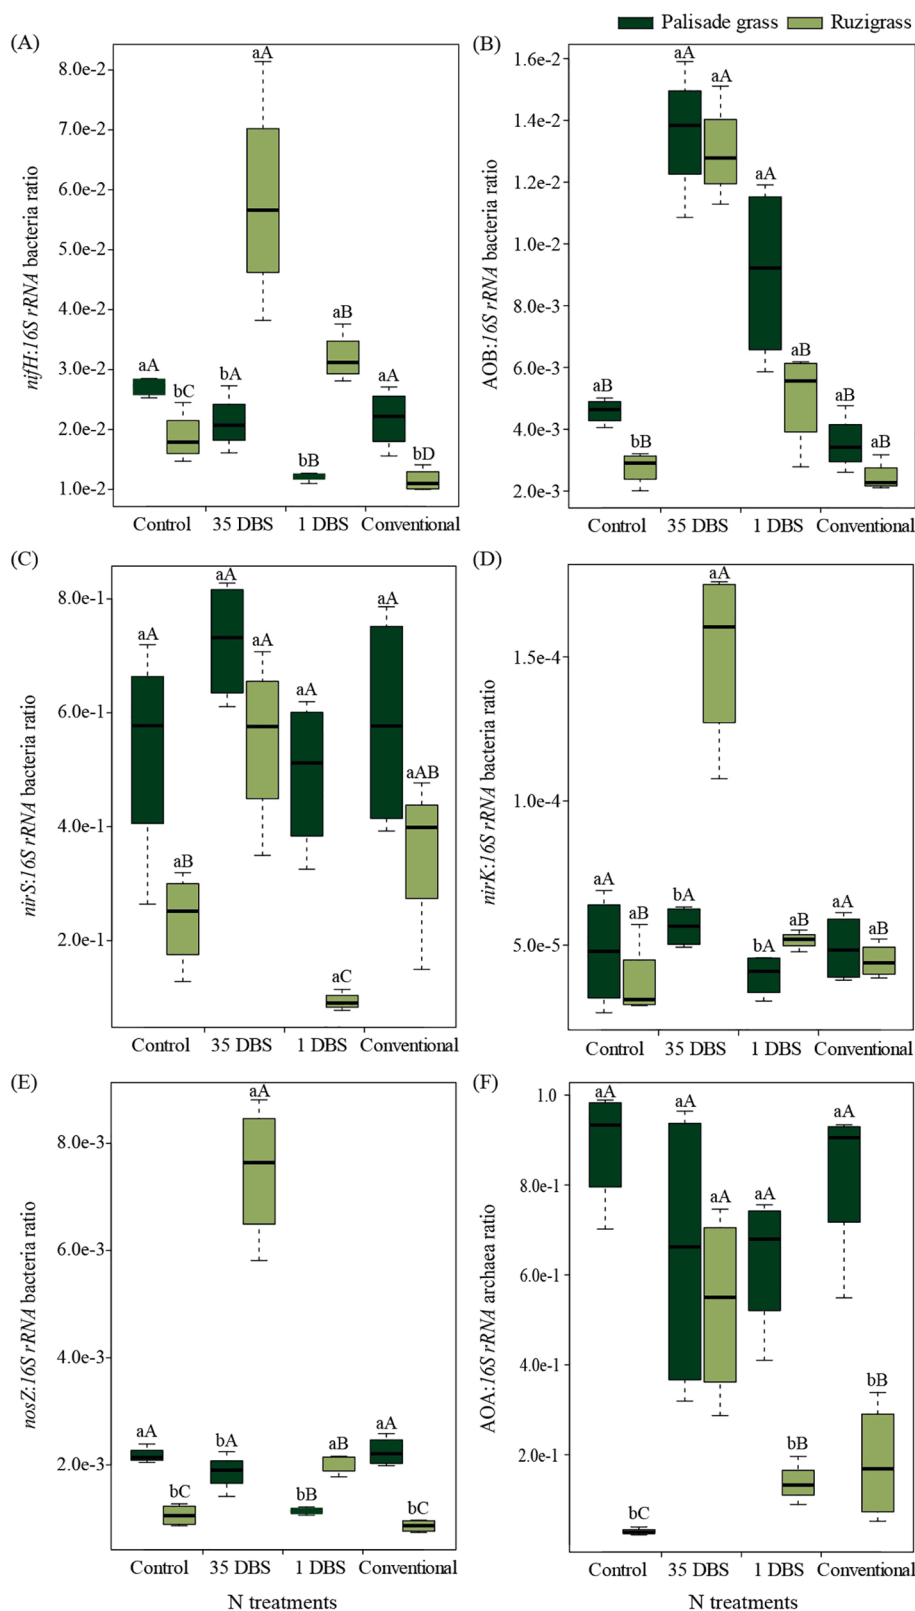 Palisade grass Ruzigrass
(A)
nifH:16S rRNA bacteria ratio
8.0e-2
7.0e-2
6.0e-2
5.0e-2
4.0e-2
3.0e-2
2.0e-2
1.0e-2
aA
bC
bA
aA
bB
aB
aA
bD
Control 35 DBS 1 DBS Conventional
(B)
AOB:16S rRNA bacteria ratio
1.6e-2
1.4e-2
1.2e-2
1.0e-2
8.0e-3
6.0e-3
4.0e-3
2.0e-3
aB
bB
aA
aA
aA
aB
aB
aB
Control 35 DBS 1 DBS Conventional
(C)
nirS:16S rRNA bacteria ratio
8.0e-1
6.0e-1
4.0e-1
2.0e-1
aA
aB
aA
aA
aA
aC
aA
aAB
Control 35 DBS 1 DBS Conventional
(D)
nirK:16S rRNA bacteria ratio
1.5e-4
1.0e-4
5.0e-5
aA
aB
bA
aA
bA
aB
aA
aB
Control 35 DBS 1 DBS Conventional
(E)
nosZ:16S rRNA bacteria ratio
8.0e-3
6.0e-3
4.0e-3
2.0e-3
aA
bC
bA
aA
bB
aB
aA
bC
Control 35 DBS 1 DBS Conventional
N treatments
(F)
AOA:16S rRNA archaea ratio
1.0
8.0e-1
6.0e-1
4.0e-1
2.0e-1
aA
bC
aA
aA
aA
bB
aA
bB
Control 35 DBS 1 DBS Conventional
N treatments